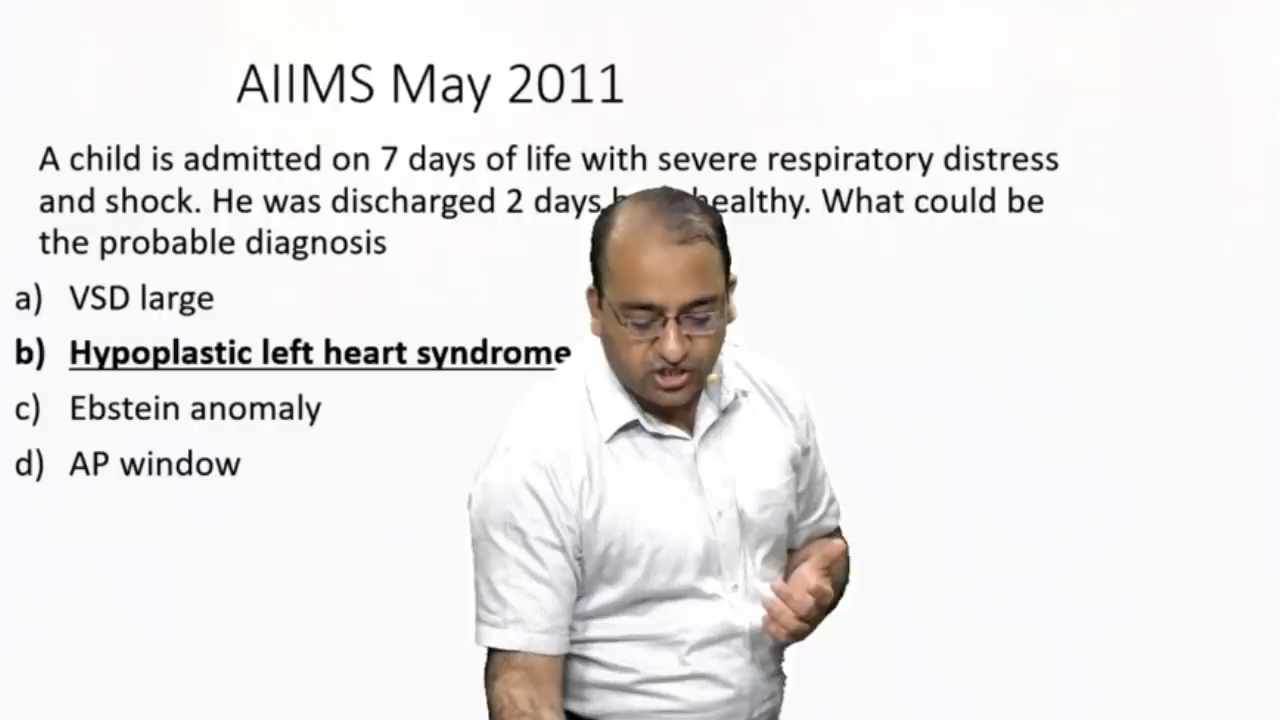 AIIMS May 2011
A child is admitted on 7 days of life with severe respiratory distress
and shock. He was discharged 2 days healthy. What could be
the probable diagnosis
a) VSD large
b) Hypoplastic left heart syndrome
c) Ebstein anomaly
d) AP window